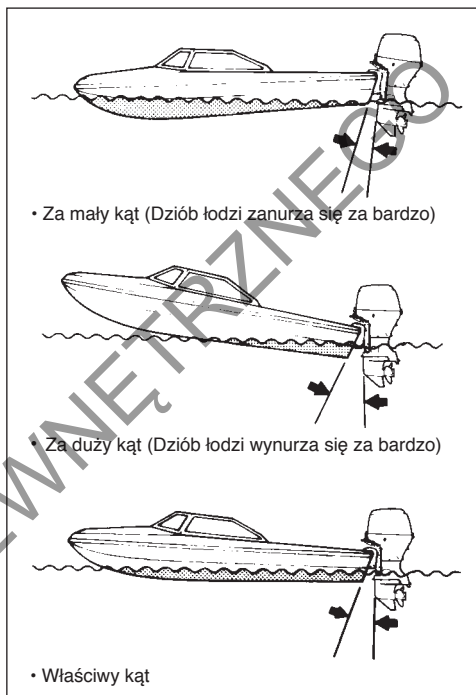 • Za mały kąt (Dziób łodzi zanurza się za bardzo)
• Za duży kąt (Dziób łodzi wynurza się za bardzo)
• Właściwy kąt
EWNĘTRZNEGO